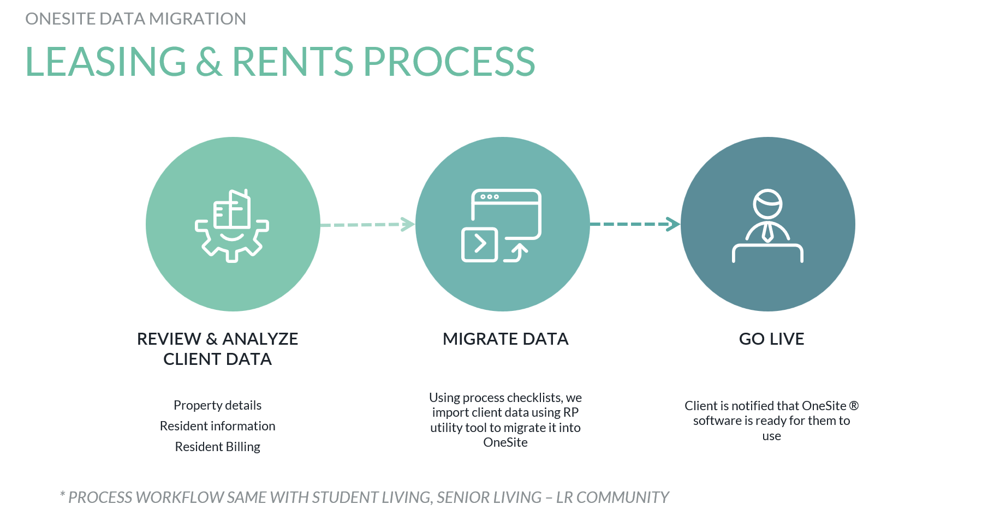 ONESITE DATA MIGRATION
LEASING & RENTS PROCESS
REVIEW & ANALYZE
CLIENT DATA
Property details
Resident information
Resident Billing
MIGRATE DATA
Using process checklists, we
import client data using RP
utility tool to migrate it into
OneSite
GO LIVE
Client is notified that OneSite ®
software is ready for them to
use
* PROCESS WORKFLOW SAME WITH STUDENT LIVING, SENIOR LIVING – LR COMMUNITY